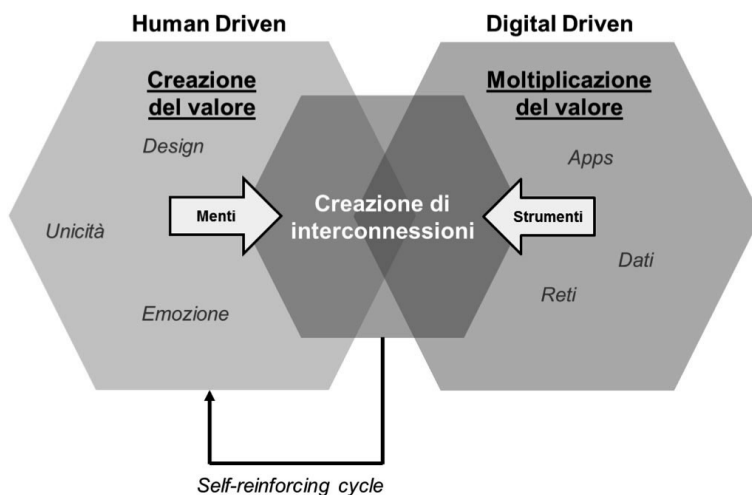 Human Driven
Digital Driven
Creazione
del valore
Moltiplicazione
del valore
Design
Apps
Menti
Creazione di
interconnessioni
Strumenti
Unicità
Dati
Reti
Emozione
Self-reinforcing cycle